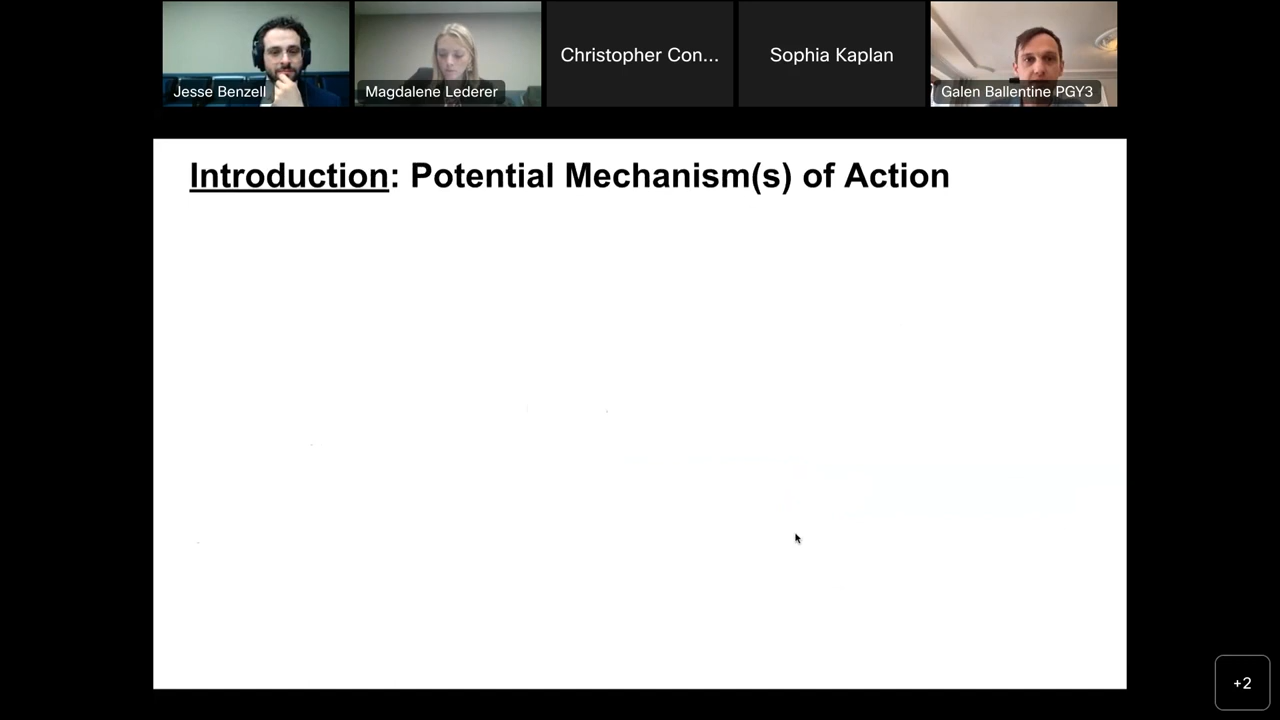 Jesse Benzell
Magdalene Lederer
Christopher Con...
Sophia Kaplan
Galen Ballentine PGY3
Introduction: Potential Mechanism(s) of Action
+2